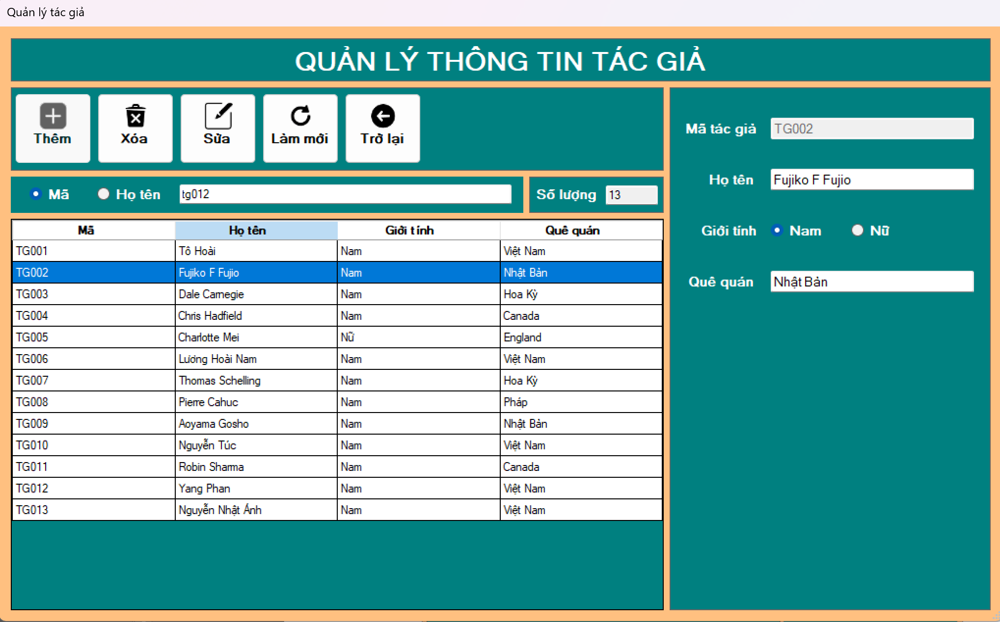 Quản lý tác giả
QUẢN LÝ THÔNG TIN TÁC GIẢ
Thêm Xóa Sửa Làm mới Trở lại
Mã Họ tên tg012 Số lượng 13
Mã Họ tên Giới tính Quê quán
TG001 Tô Hoài Nam Việt Nam
TG002 Fujiko F Fujio Nam Nhật Bản
TG003 Dale Carnegie Nam Hoa Kỳ
TG004 Chris Hadfield Nam Canada
TG005 Charlotte Mei Nữ England
TG006 Lương Hoài Nam Nam Việt Nam
TG007 Thomas Schelling Nam Hoa Kỳ
TG008 Pierre Cahuc Nam Pháp
TG009 Aoyama Gosho Nam Nhật Bản
TG010 Nguyễn Túc Nam Việt Nam
TG011 Robin Sharma Nam Canada
TG012 Yang Phan Nam Việt Nam
TG013 Nguyễn Nhật Ánh Nam Việt Nam
Mã tác giả TG002
Họ tên Fujiko F Fujio
Giới tính Nam Nữ
Quê quán Nhật Bản